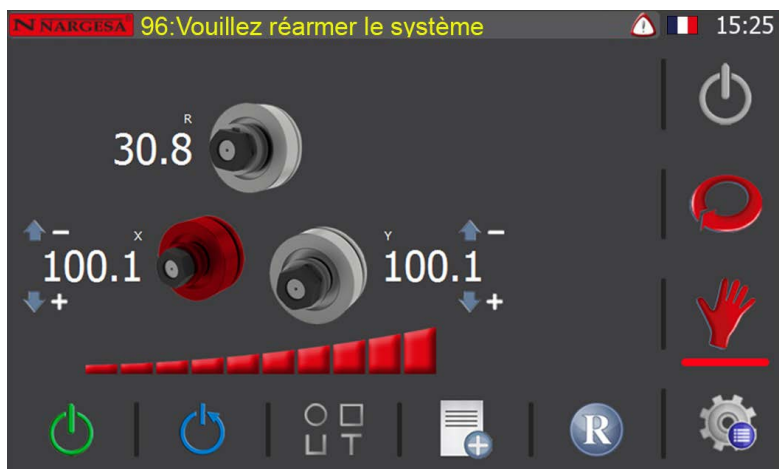 NARGESA 96:Vouillez réarmer le système 15:25
R
30.8
X Y
− −
100.1 100.1
+ +
R